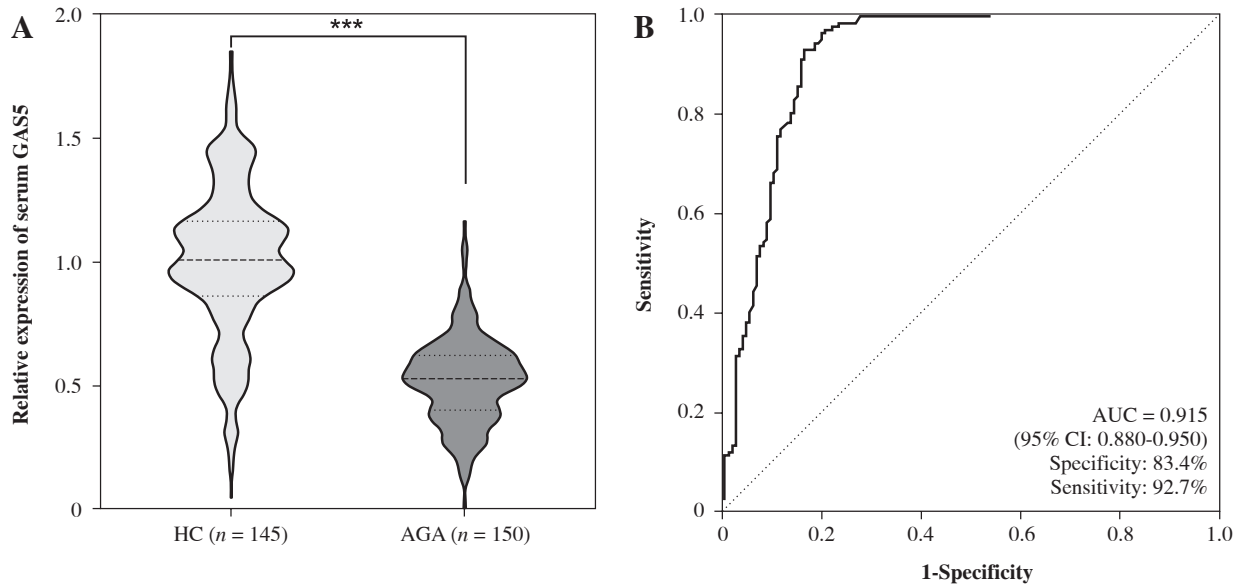 A
2.0
1.5
1.0
0.5
0
Relative expression of serum GAS5
***
HC (n = 145)
AGA (n = 150)
B
1.0
0.8
0.6
0.4
0.2
0
Sensitivity
AUC = 0.915
(95% CI: 0.880-0.950)
Specificity: 83.4%
Sensitivity: 92.7%
0 0.2 0.4 0.6 0.8 1.0
1-Specificity